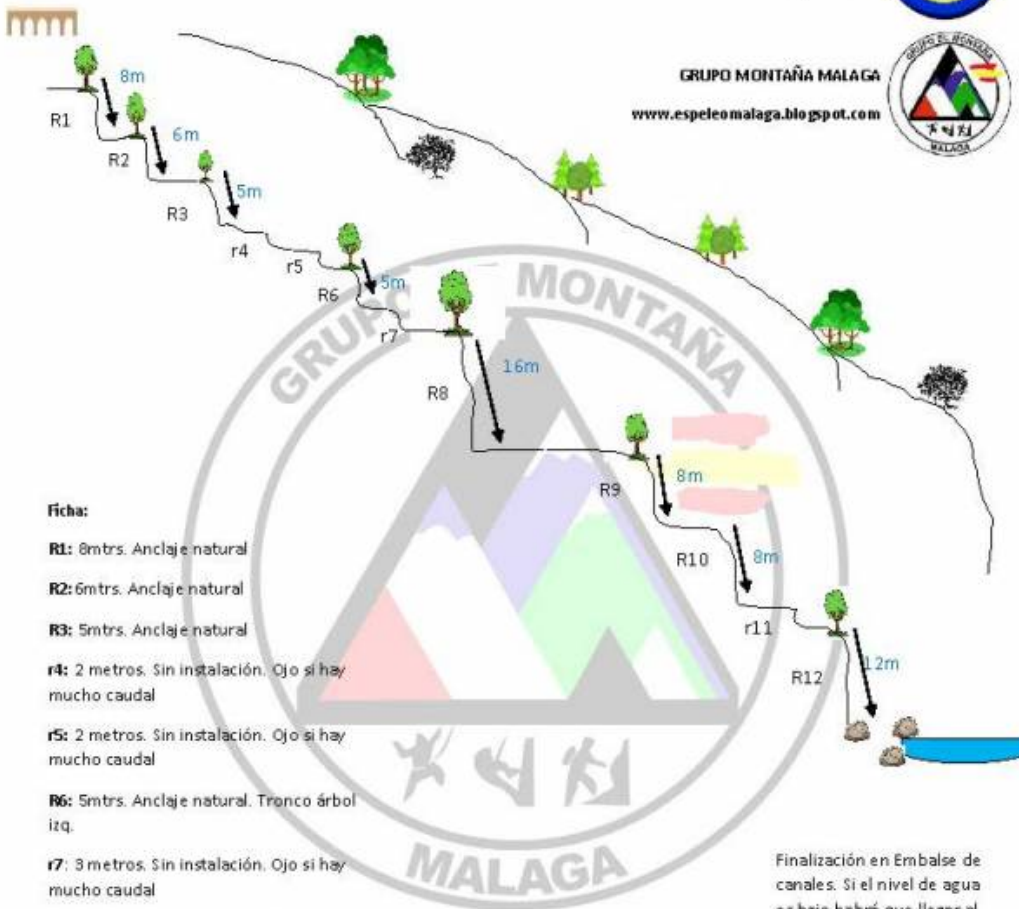 GRUPO MONTAÑA MALAGA
www.espeleomalaga.blogspot.com
GRUPO DE MONTAÑA
MALAGA
8m
R1
6m
R2
5m
R3
r4
r5
R6
5m
r7
16m
R8
8m
R9
8m
R10
r11
12m
R12
GRUPO MONTAÑA
MALAGA
Ficha:
R1: 8mtrs. Anclaje natural
R2: 6mtrs. Anclaje natural
R3: 5mtrs. Anclaje natural
r4: 2 metros. Sin instalación. Ojo si hay
mucho caudal
r5: 2 metros. Sin instalación. Ojo si hay
mucho caudal
R6: 5mtrs. Anclaje natural. Tronco árbol
izq.
r7: 3 metros. Sin instalación. Ojo si hay
mucho caudal
Finalización en Embalse de
canales. Si el nivel de agua